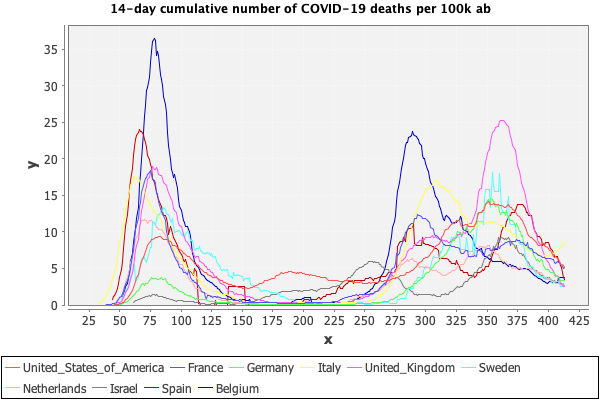 14-day cumulative number of COVID-19 deaths per 100k ab
y
35
30
25
20
15
10
5
0
25 50 75 100 125 150 175 200 225 250 275 300 325 350 375 400 425
x
United_States_of_America France Germany Italy United_Kingdom Sweden
Netherlands Israel Spain Belgium